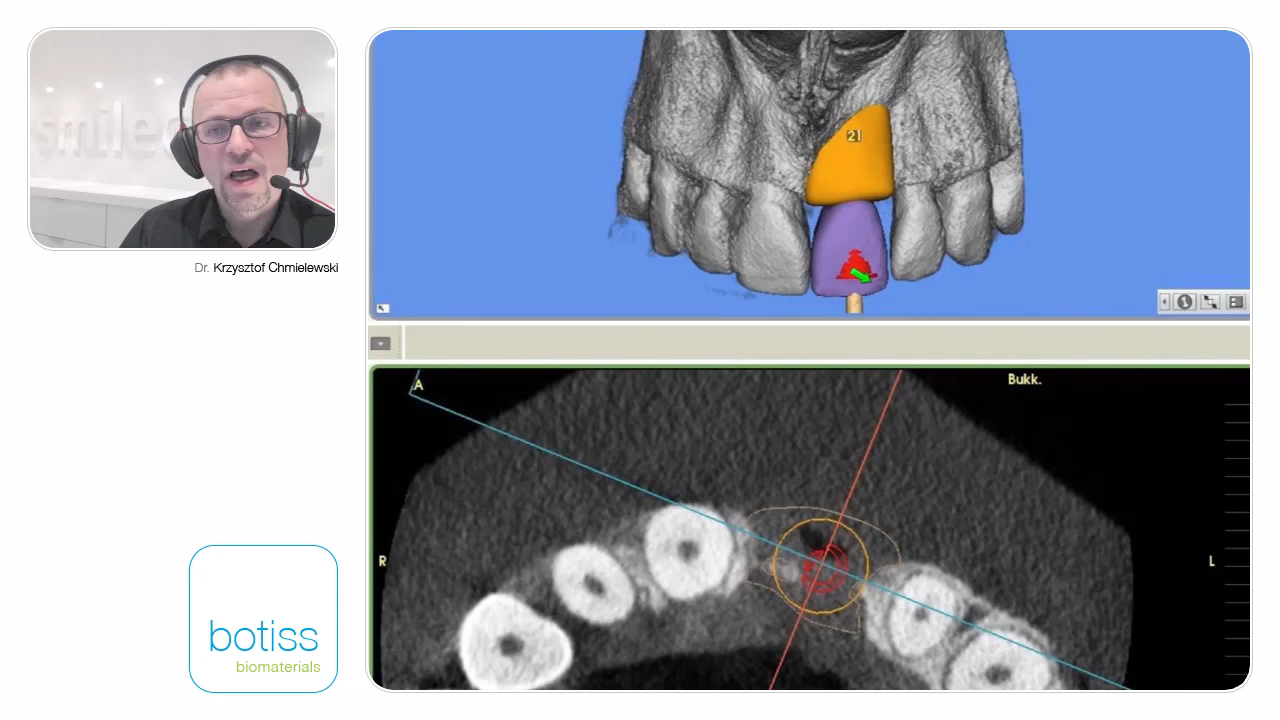 Dr. Krzysztof Chmielewski
botiss
biomaterials
21
A
Bukk.
R
L